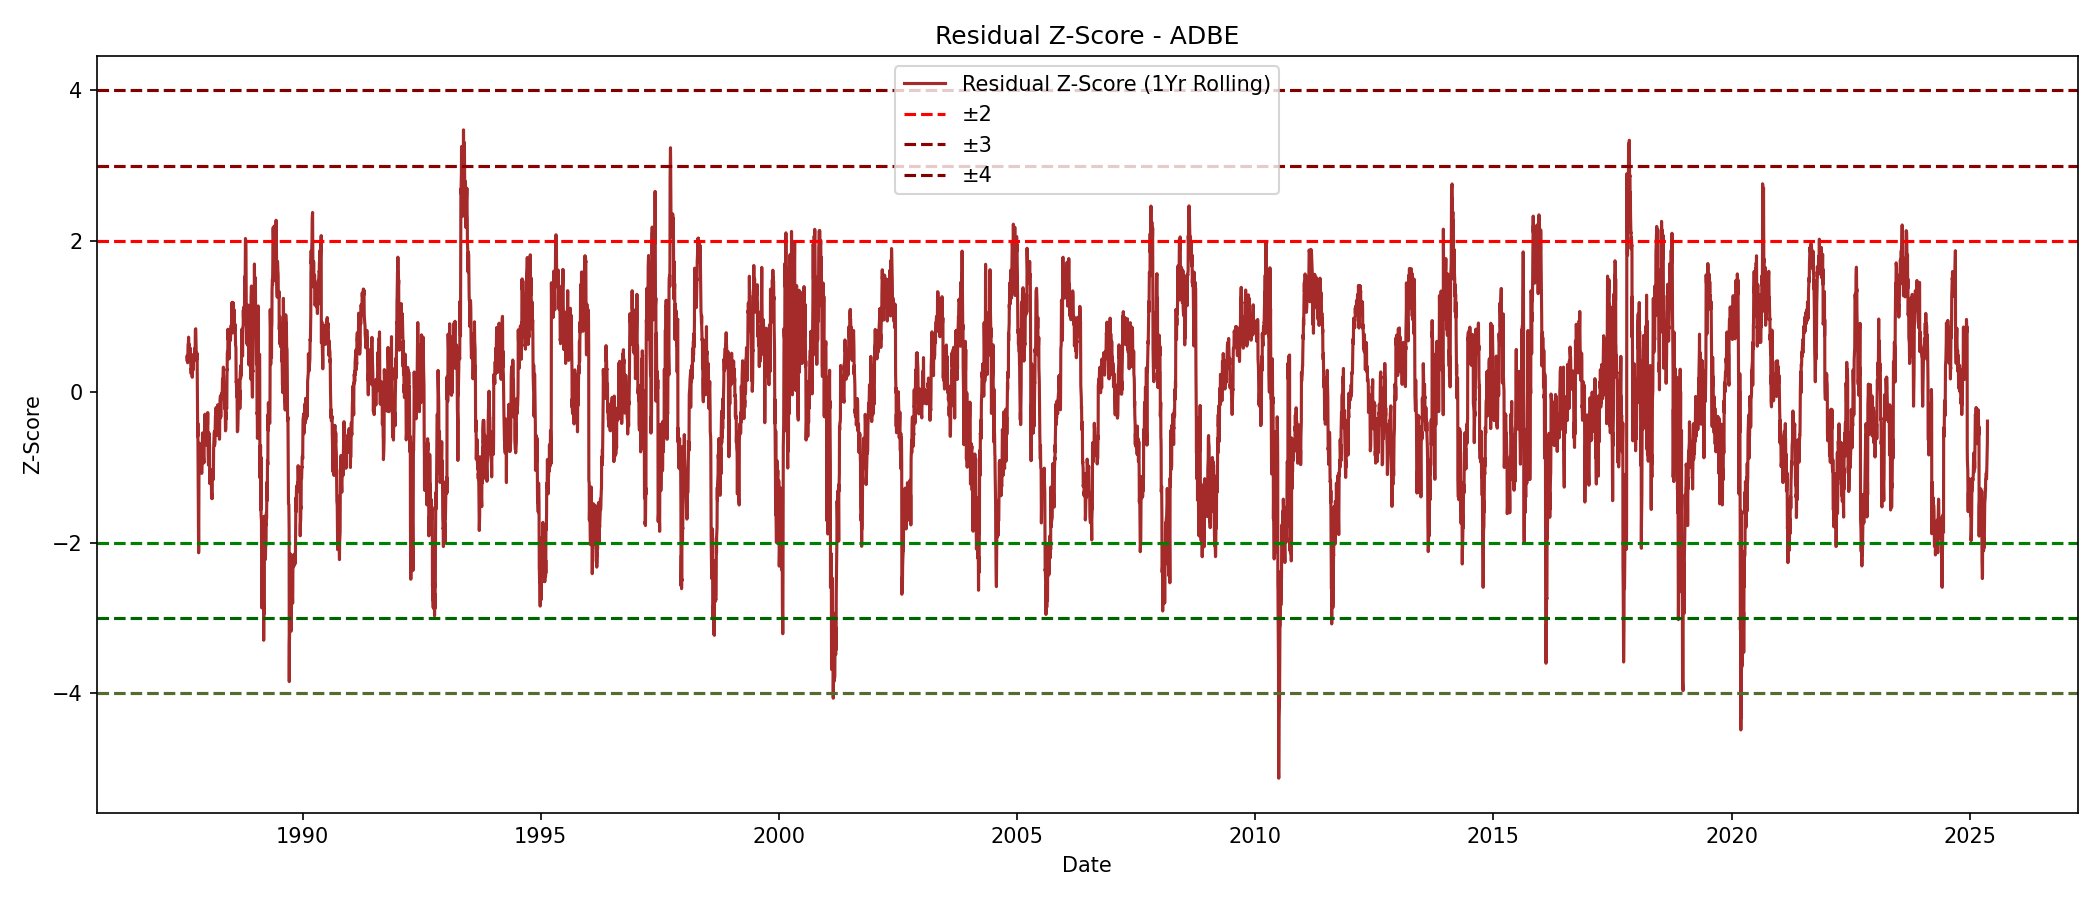 Residual Z-Score - ADBE
Residual Z-Score (1Yr Rolling)
±2
±3
±4
Z-Score
4
2
0
−2
−4
1990 1995 2000 2005 2010 2015 2020 2025
Date